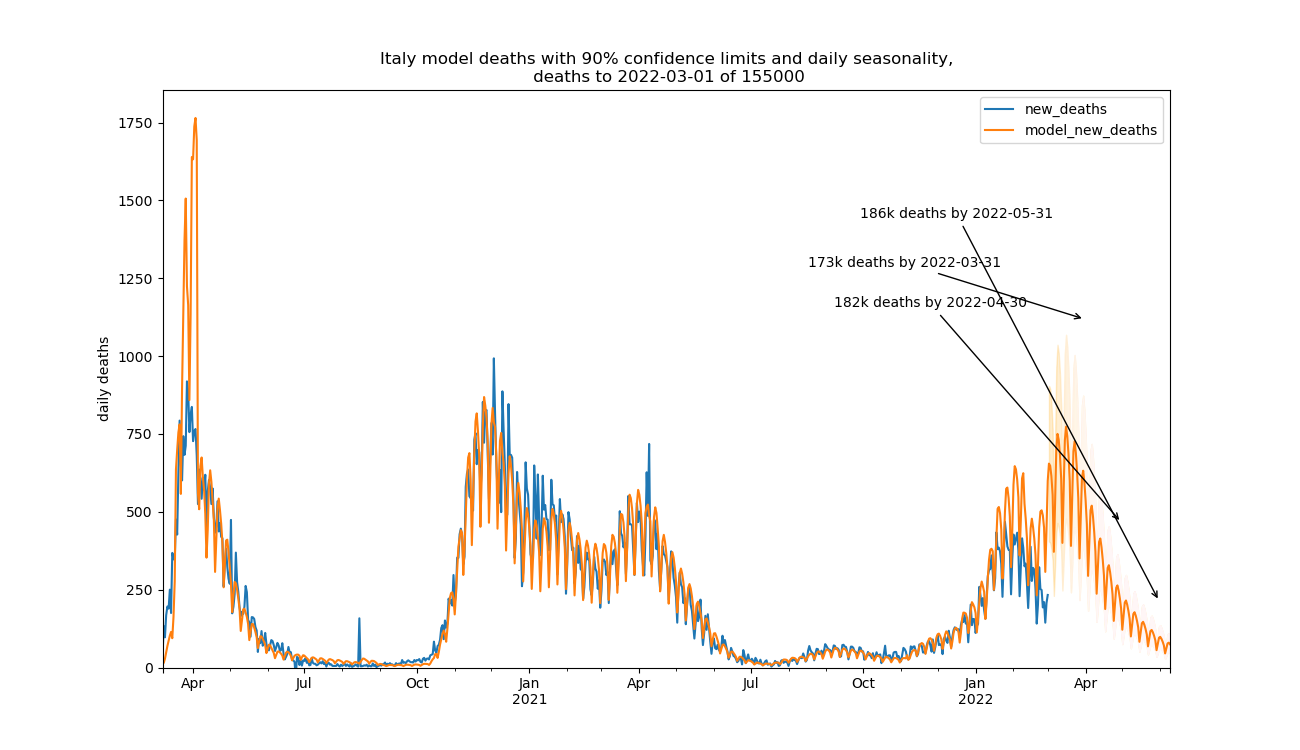 Italy model deaths with 90% confidence limits and daily seasonality,
deaths to 2022-03-01 of 155000
new_deaths
model_new_deaths
186k deaths by 2022-05-31
173k deaths by 2022-03-31
182k deaths by 2022-04-30
daily deaths
1750
1500
1250
1000
750
500
250
0
Apr
Jul
Oct
Jan
2021
Apr
Jul
Oct
Jan
2022
Apr